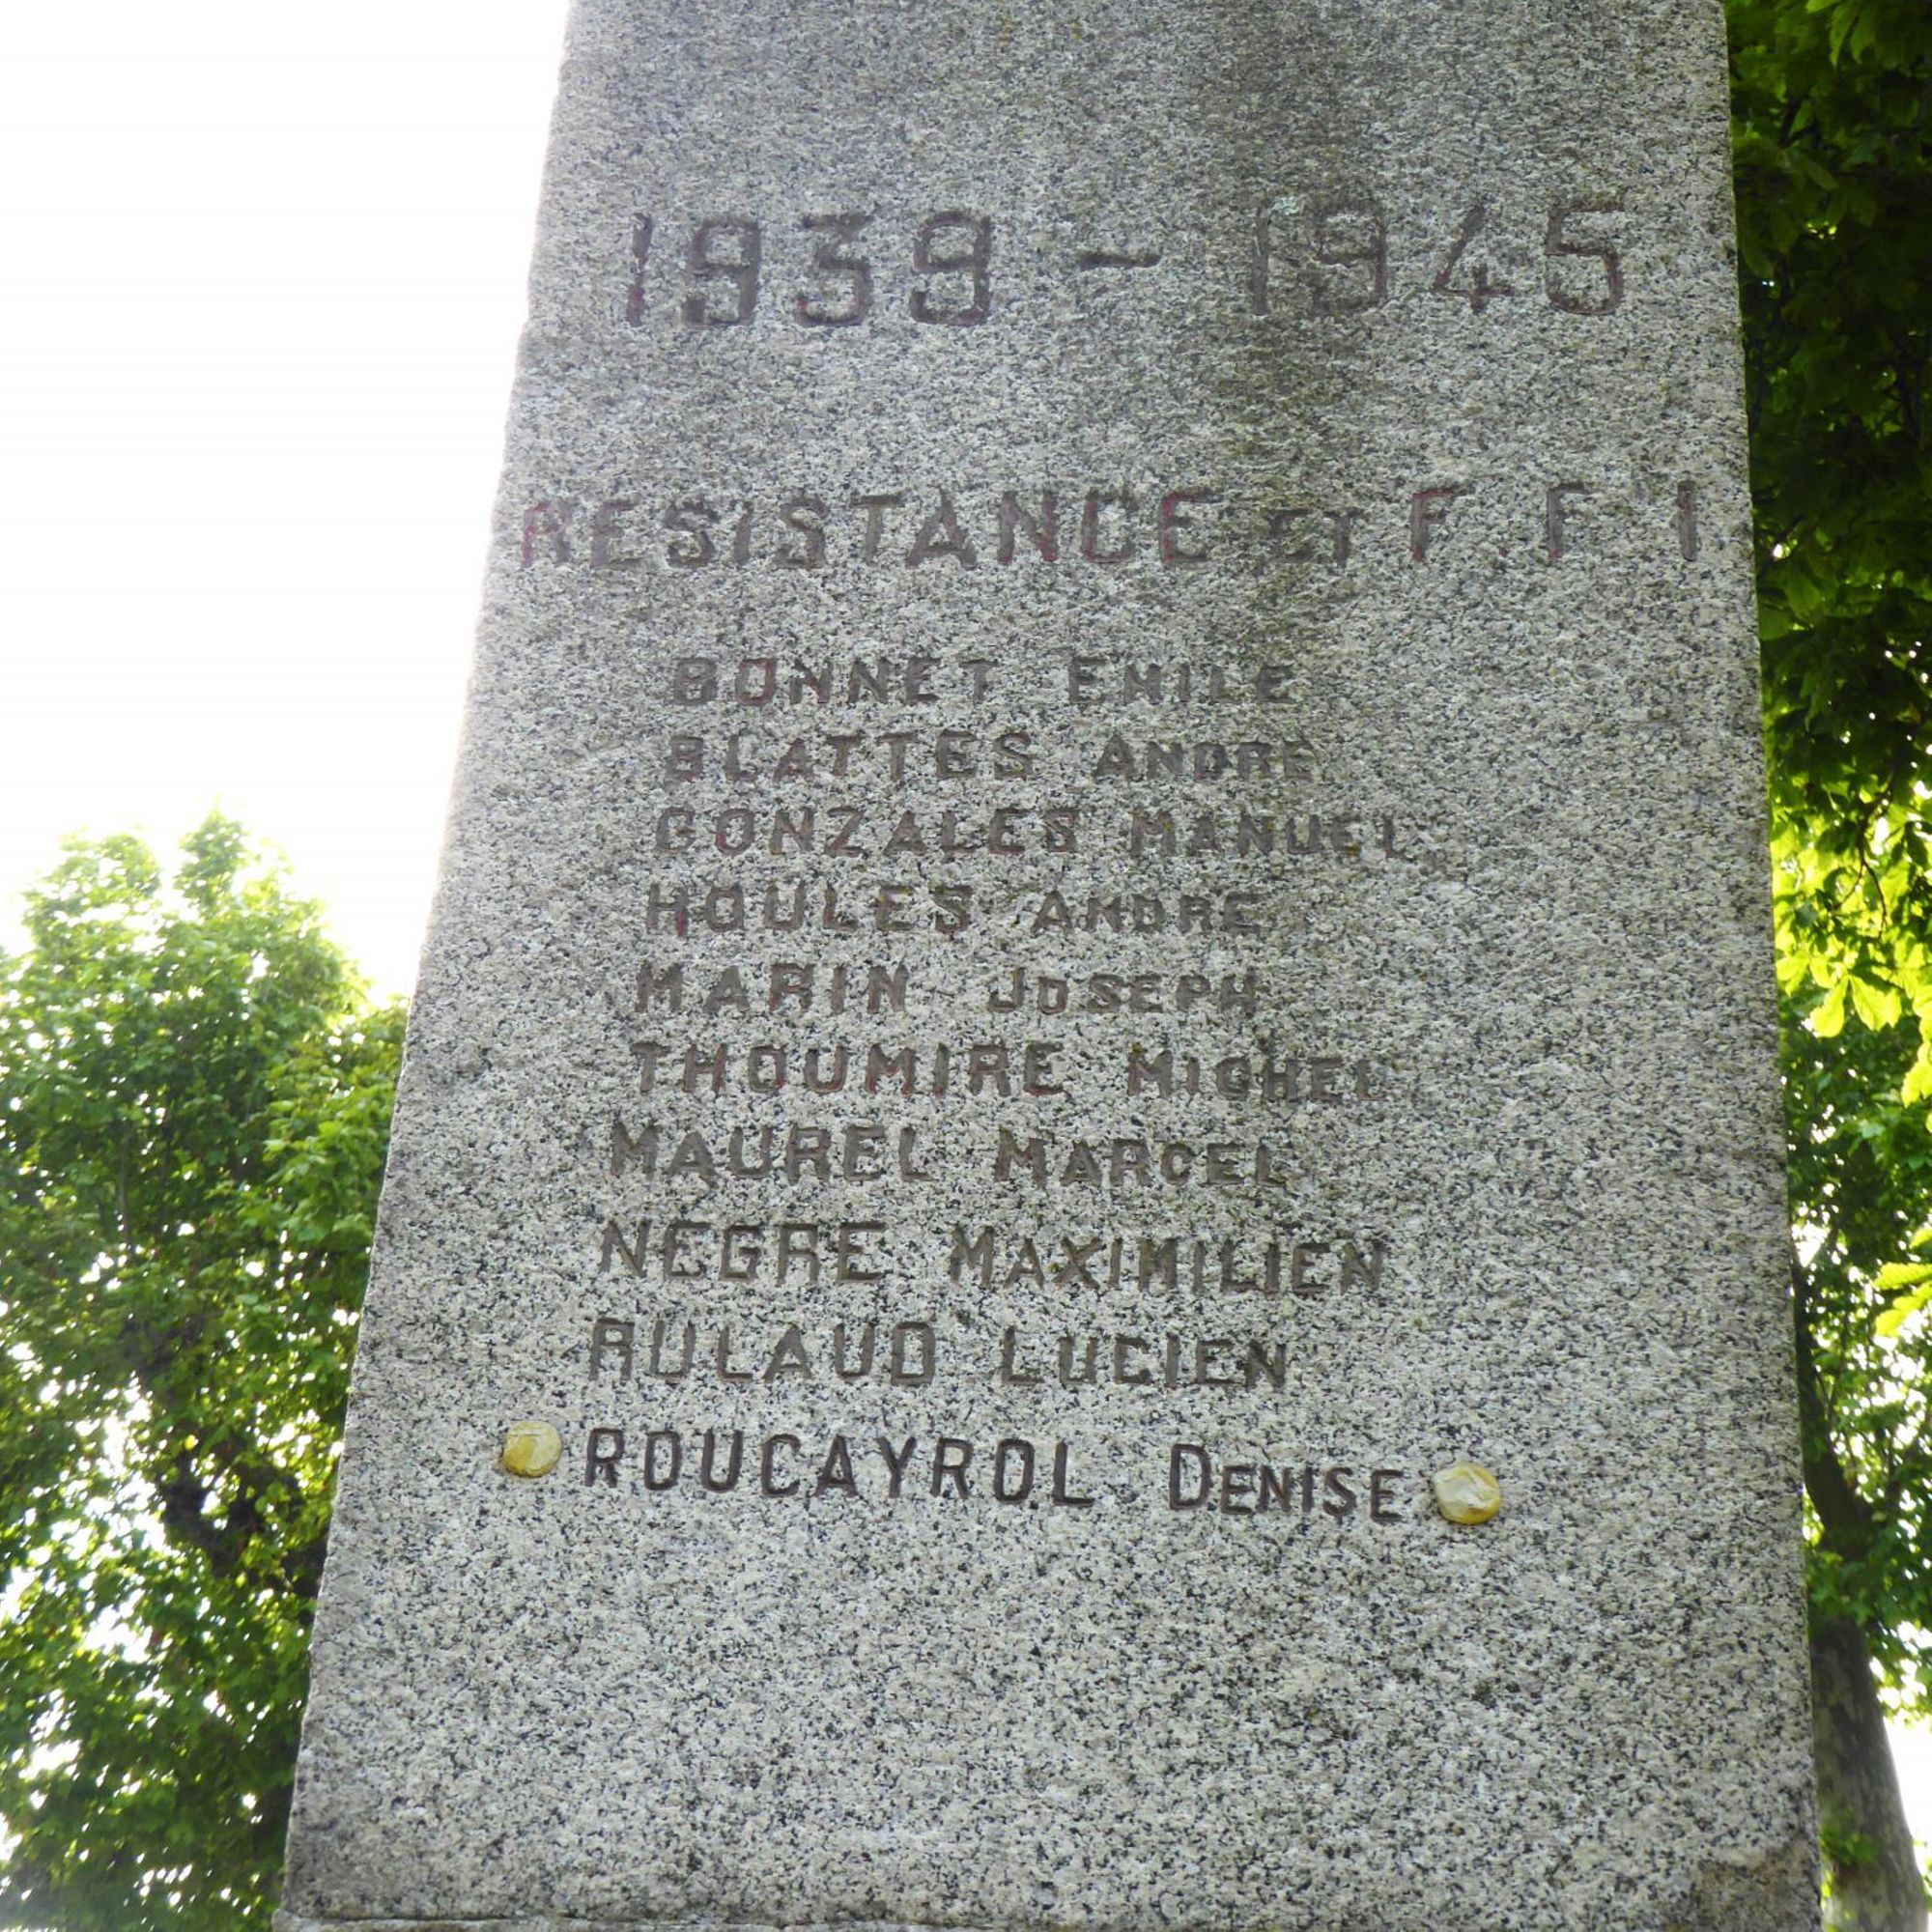 1939 - 1945
RESISTANCE ET F.F.I
BONNET EMILE
BLATTES ANDRE
GONZALES MANUEL
HOULES ANDRE
MARIN JOSEPH
THOUMIRE MICHEL
MAUREL MARCEL
NEGRE MAXIMILIEN
RULAUD LUCIEN
ROUCAYROL DENISE